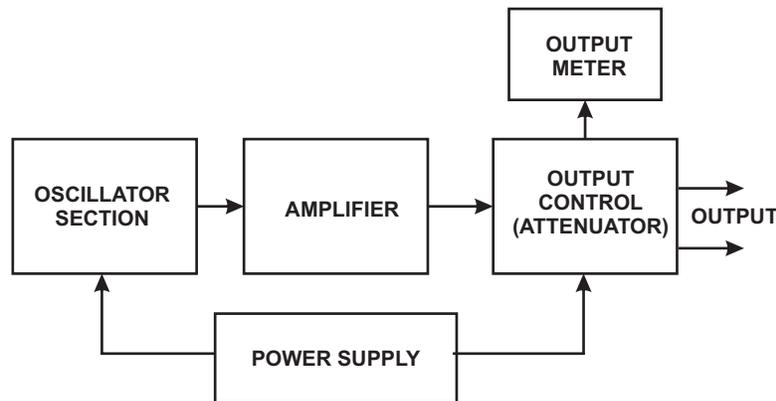 OUTPUT
METER
OSCILLATOR
SECTION
AMPLIFIER
OUTPUT
CONTROL
(ATTENUATOR)
OUTPUT
POWER SUPPLY